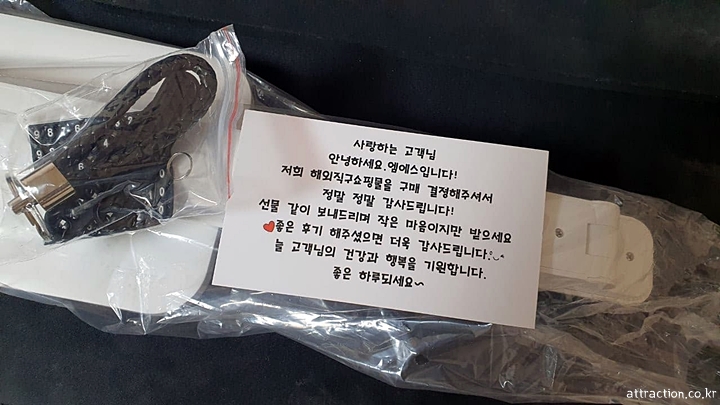 사랑하는 고객님
안녕하세요.엥에스입니다!
저희 해외직구쇼핑몰을 구매 결정해주셔서
정말 정말 감사드립니다!
선물 같이 보내드리며 작은 마음이지만 받으세요
❤좋은 후기 해주셨으면 더욱 감사드립니다.
늘 고객님의 건강과 행복을 기원합니다.
좋은 하루되세요~
attraction.co.kr